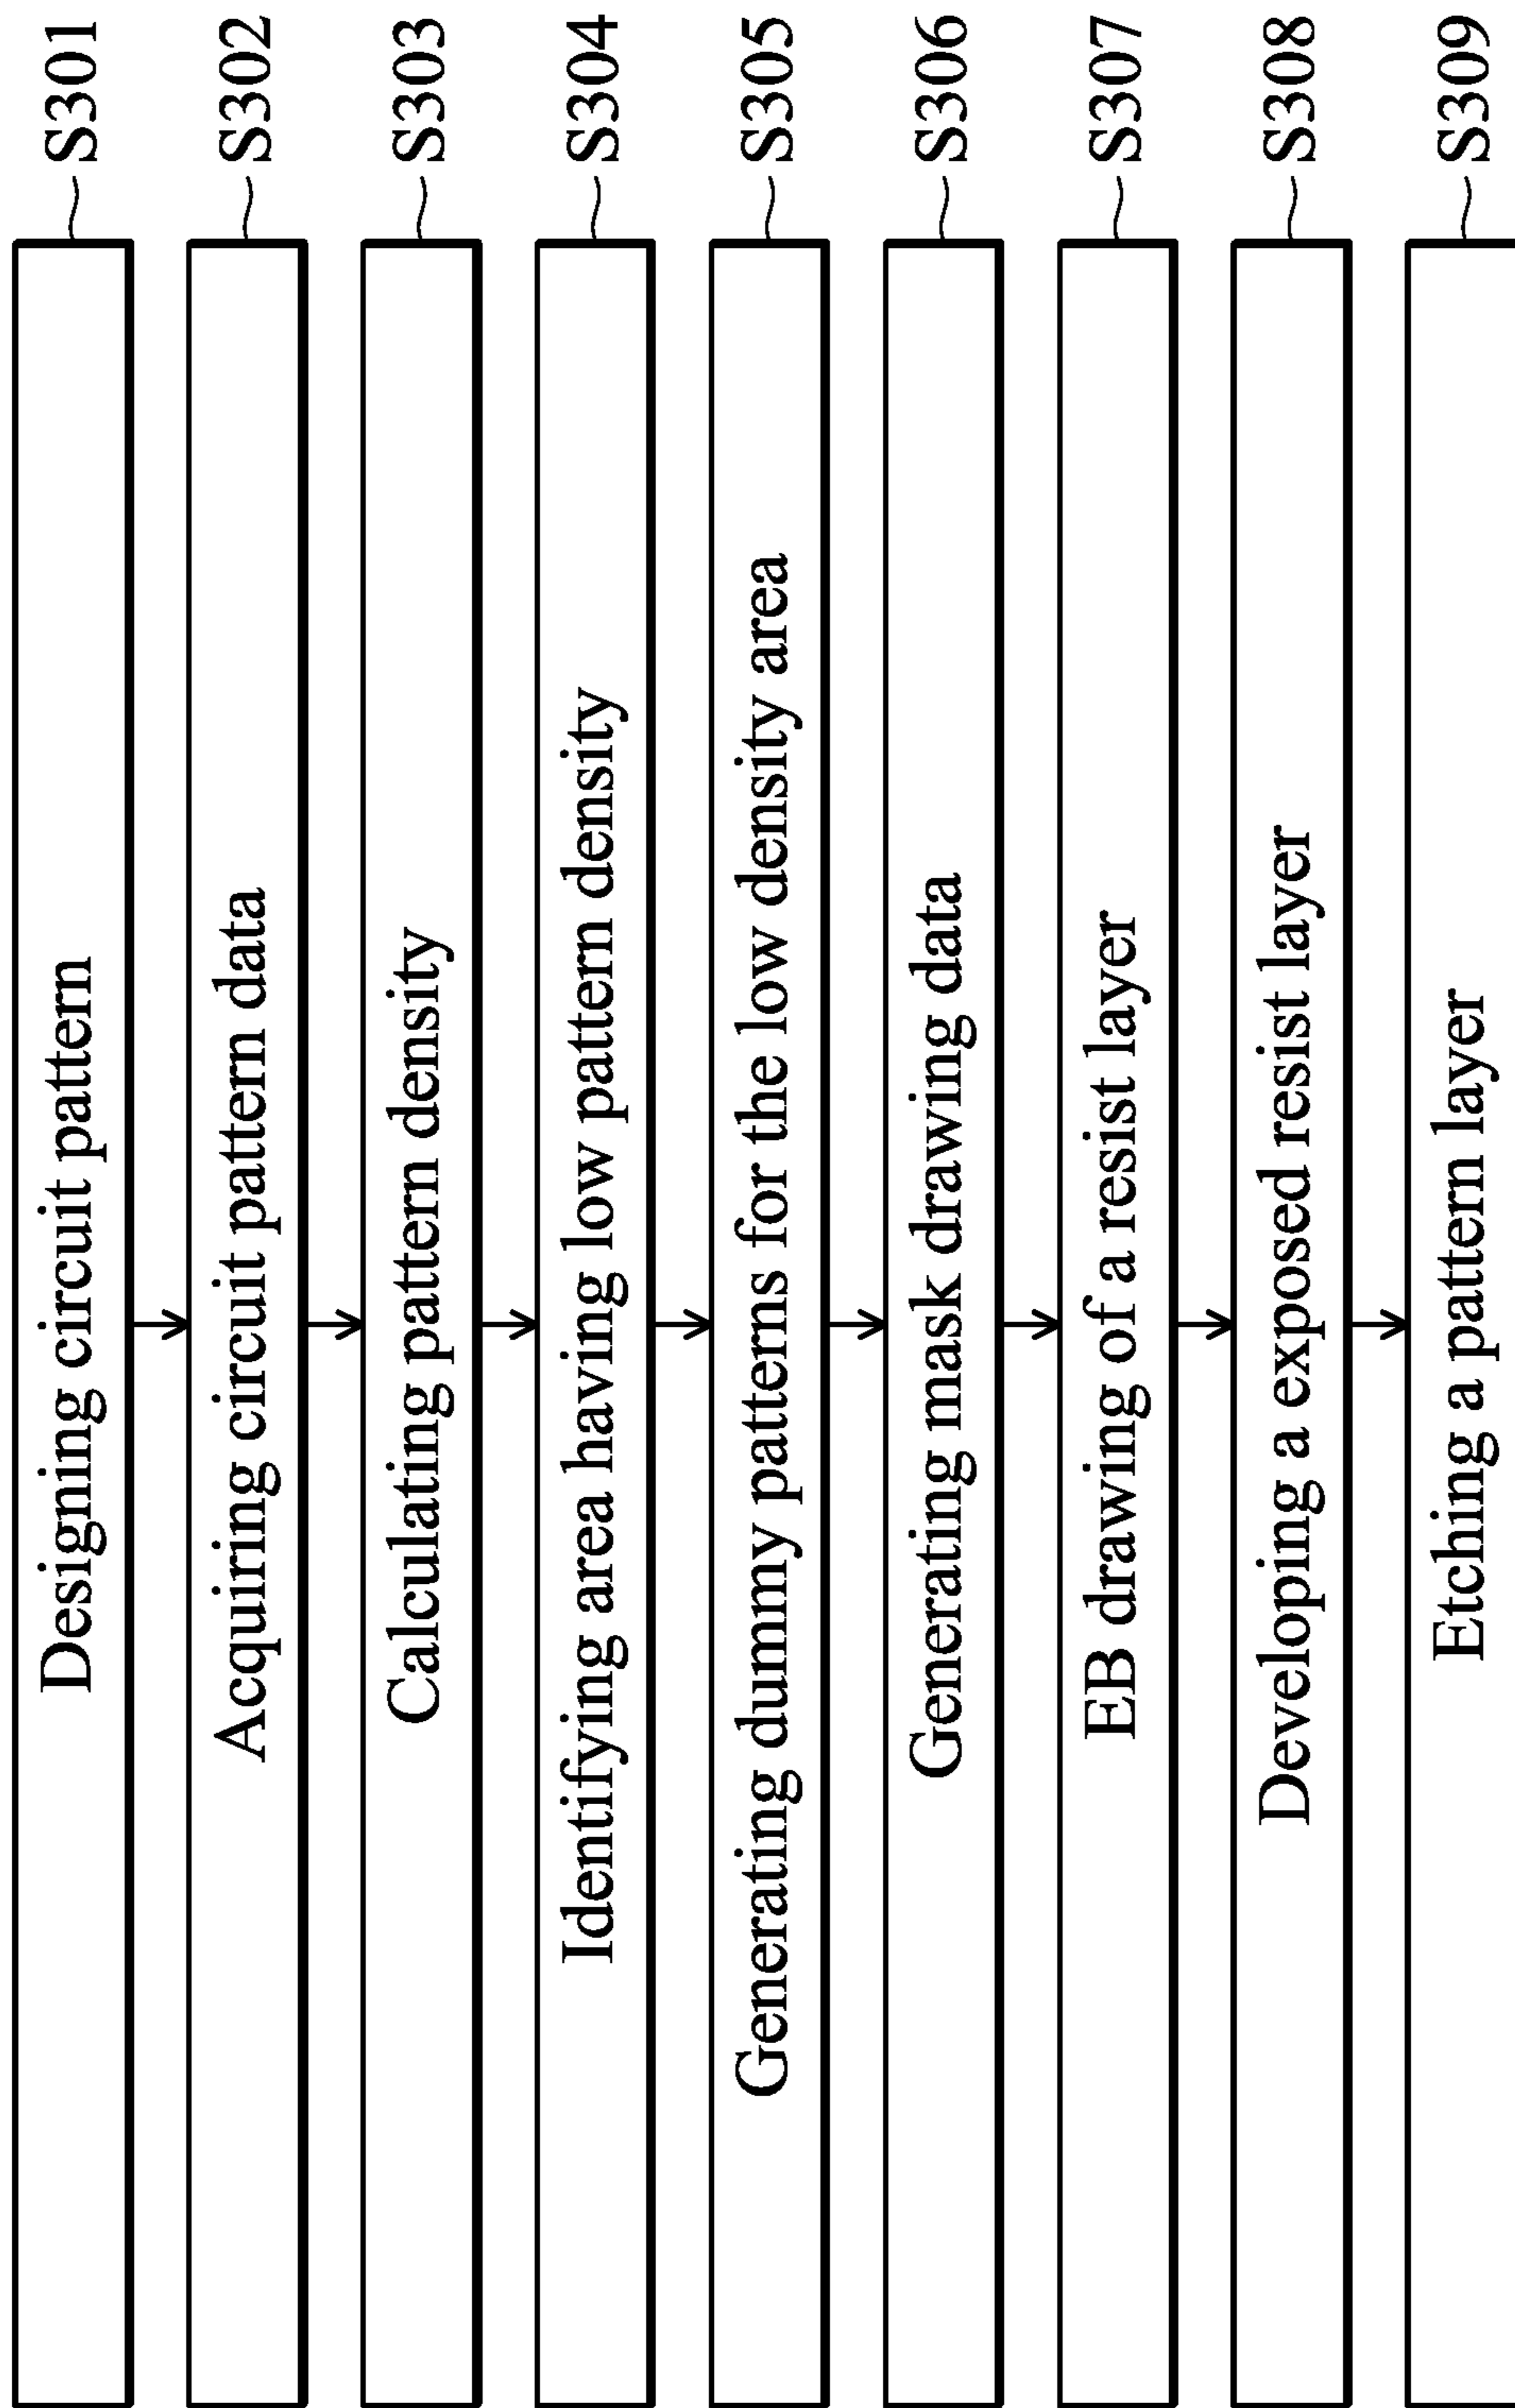 Designing circuit pattern S301
Acquiring circuit pattern data S302
Calculating pattern density S303
Identifying area having low pattern density S304
Generating dummy patterns for the low density area S305
Generating mask drawing data S306
EB drawing of a resist layer S307
Developing a exposed resist layer S308
Etching a pattern layer S309